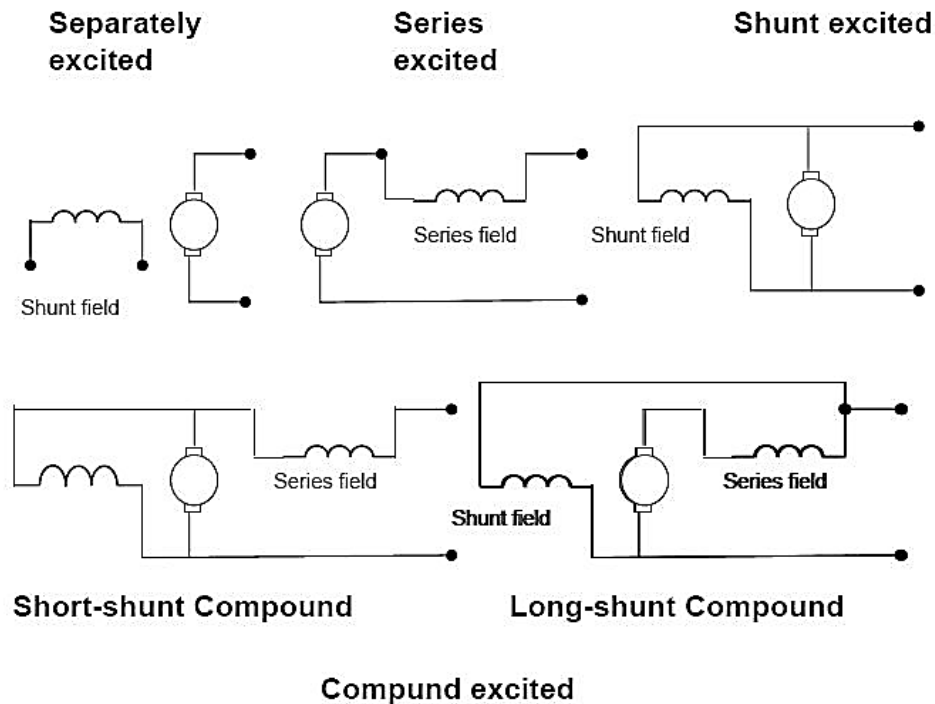 Separately
excited
Series
excited
Shunt excited
Shunt field
Series field
Shunt field
Series field
Shunt field
Series field
Short-shunt Compound
Long-shunt Compound
Compund excited